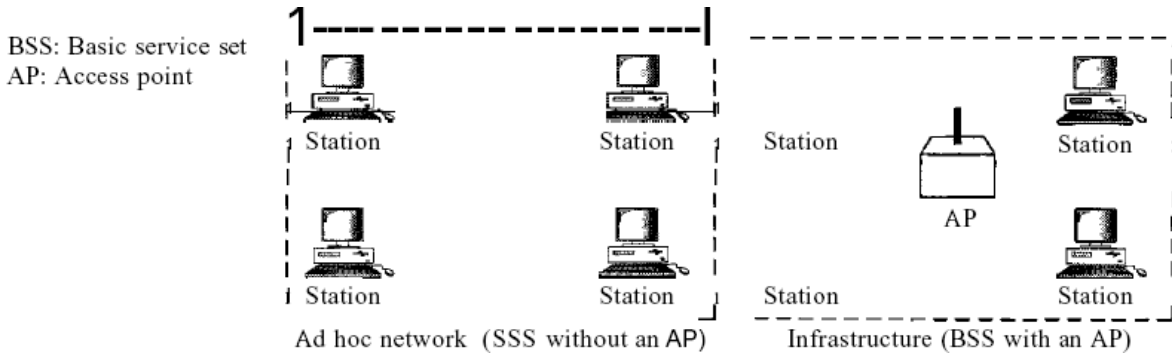 BSS: Basic service set
AP: Access point
Station
Station
Station
Station
AP
Station
Station
Station
Station
Ad hoc network (SSS without an AP)
Infrastructure (BSS with an AP)